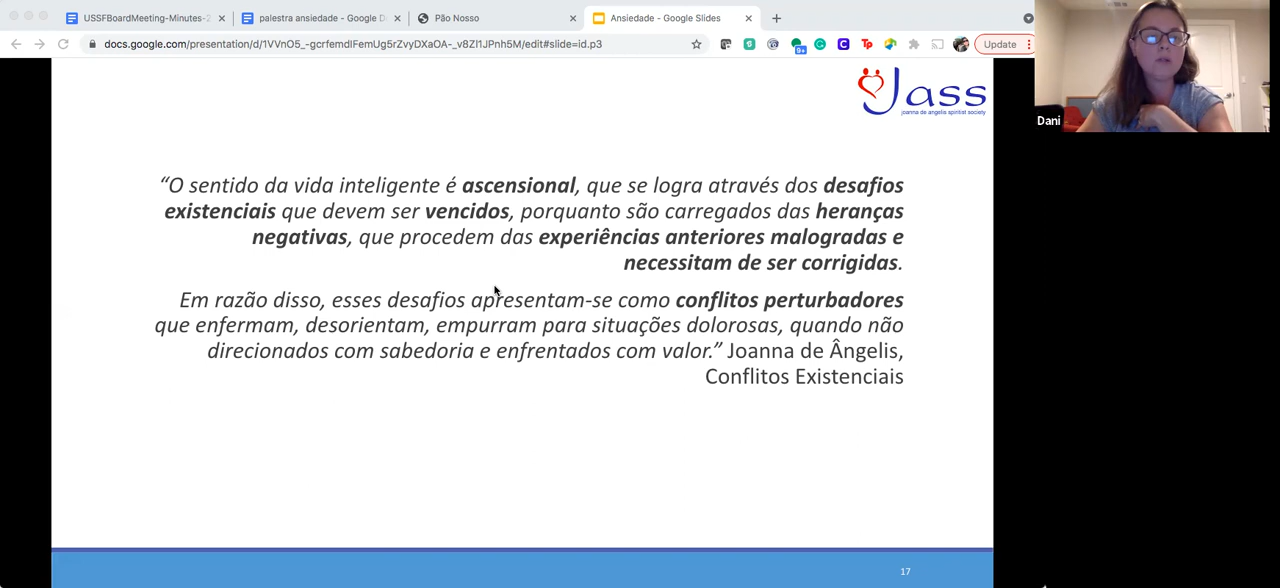 USSFBoardMeeting-Minutes-2
palestra ansiedade - Google D
Pão Nosso
Ansiedade - Google Slides
docs.google.com/presentation/d/1VVnO5_-gcrfemdIFemUg5rZvyDXaOA-_v8Zl1JPnh5M/edit#slide=id.p3
9+
Tp
Update
Dani
Jass
joanna de angelis spiritist society
“O sentido da vida inteligente é ascensional, que se logra através dos desafios
existenciais que devem ser vencidos, porquanto são carregados das heranças
negativas, que procedem das experiências anteriores malogradas e
necessitam de ser corrigidas.
Em razão disso, esses desafios apresentam-se como conflitos perturbadores
que enfermam, desorientam, empurram para situações dolorosas, quando não
direcionados com sabedoria e enfrentados com valor.” Joanna de Ângelis,
Conflitos Existenciais
17